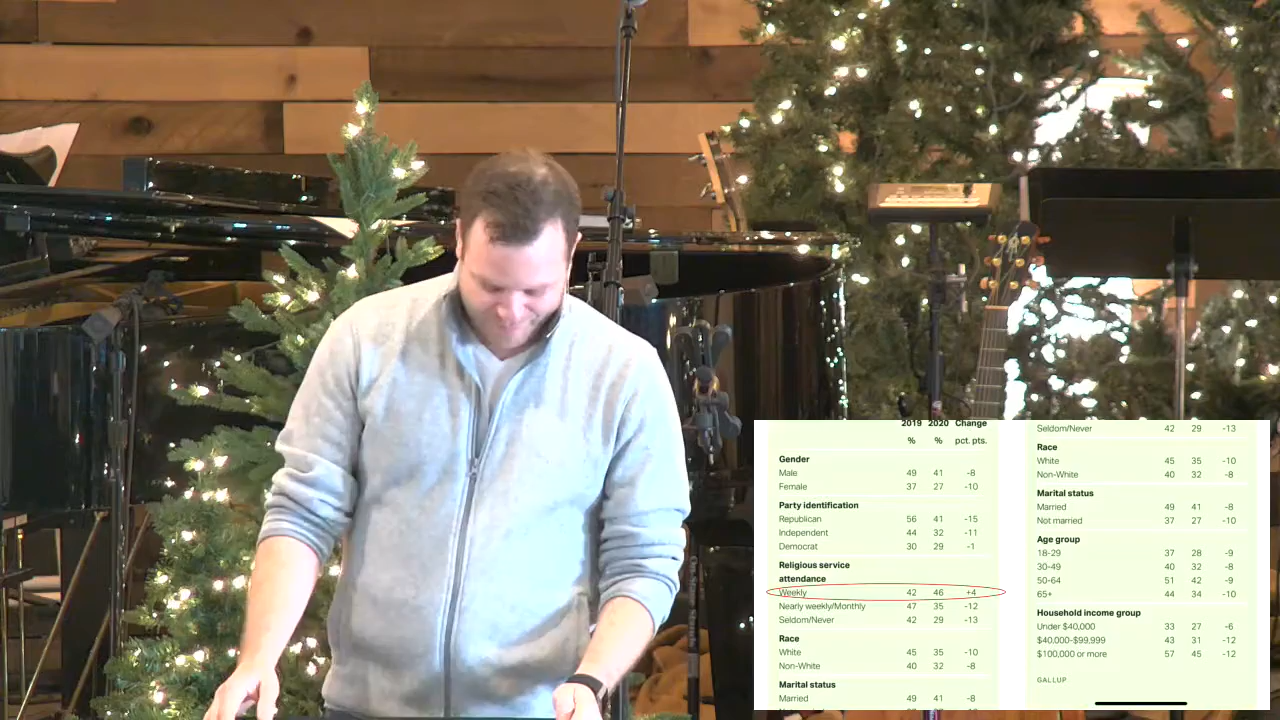 2019 2020 Change
% % pct. pts.
Gender
Male 49 41 -8
Female 37 27 -10
Party identification
Republican 56 41 -15
Independent 44 32 -11
Democrat 30 29 -1
Religious service
attendance
Weekly 42 46 +4
Nearly weekly/Monthly 47 35 -12
Seldom/Never 42 29 -13
Race
White 45 35 -10
Non-White 40 32 -8
Marital status
Married 49 41 -8
Seldom/Never 42 29 -13
Race
White 45 35 -10
Non-White 40 32 -8
Marital status
Married 49 41 -8
Not married 37 27 -10
Age group
18-29 37 28 -9
30-49 40 32 -8
50-64 51 42 -9
65+ 44 34 -10
Household income group
Under $40,000 33 27 -6
$40,000-$99,999 43 31 -12
$100,000 or more 57 45 -12
GALLUP